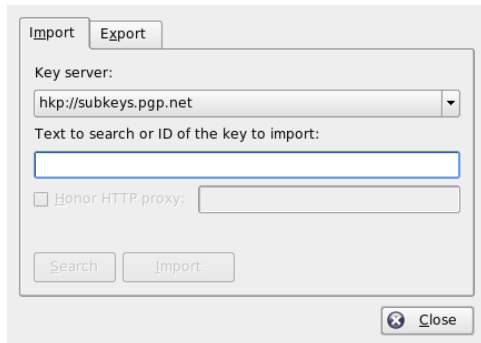 Import Export
Key server:
hkp://subkeys.pgp.net
Text to search or ID of the key to import:
Honor HTTP proxy:
Search Import
Close